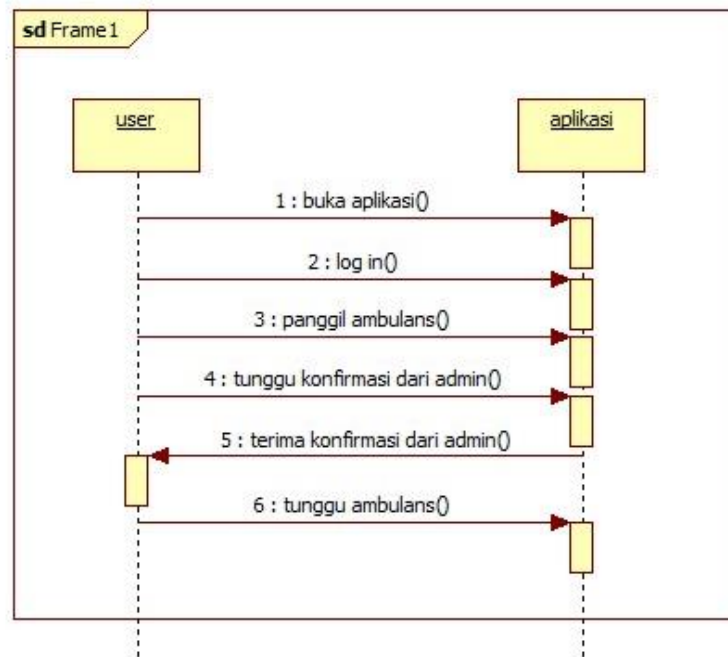 sd Frame1
user
aplikasi
1 : buka aplikasi()
2 : log in()
3 : panggil ambulans()
4 : tunggu konfirmasi dari admin()
5 : terima konfirmasi dari admin()
6 : tunggu ambulans()